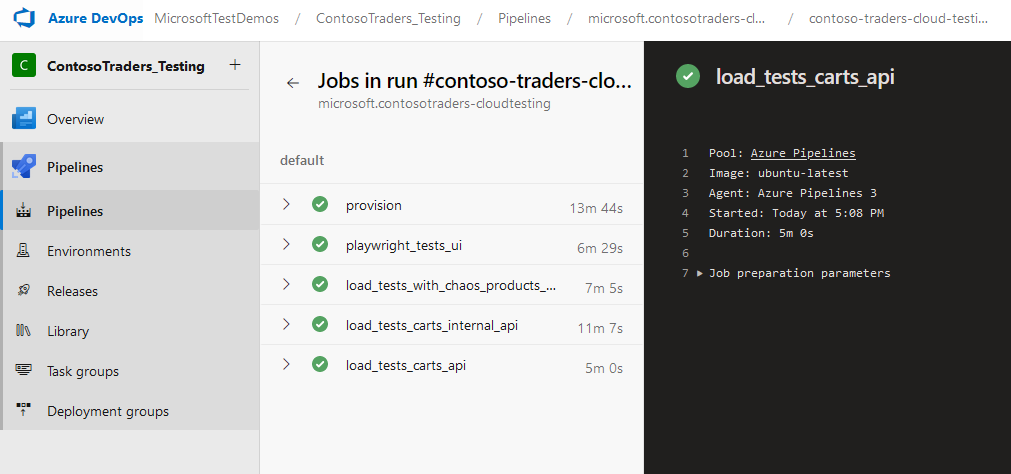 Azure DevOps MicrosoftTestDemos / ContosoTraders_Testing / Pipelines / microsoft.contosotraders-cl... / contoso-traders-cloud-testi...
C ContosoTraders_Testing +
Overview
Pipelines
Pipelines
Environments
Releases
Library
Task groups
Deployment groups
Jobs in run #contoso-traders-clo...
microsoft.contosotraders-cloudtesting
default
provision 13m 44s
playwright_tests_ui 6m 29s
load_tests_with_chaos_products_... 7m 5s
load_tests_carts_internal_api 11m 7s
load_tests_carts_api 5m 0s
load_tests_carts_api
1 Pool: Azure Pipelines
2 Image: ubuntu-latest
3 Agent: Azure Pipelines 3
4 Started: Today at 5:08 PM
5 Duration: 5m 0s
6
7 Job preparation parameters